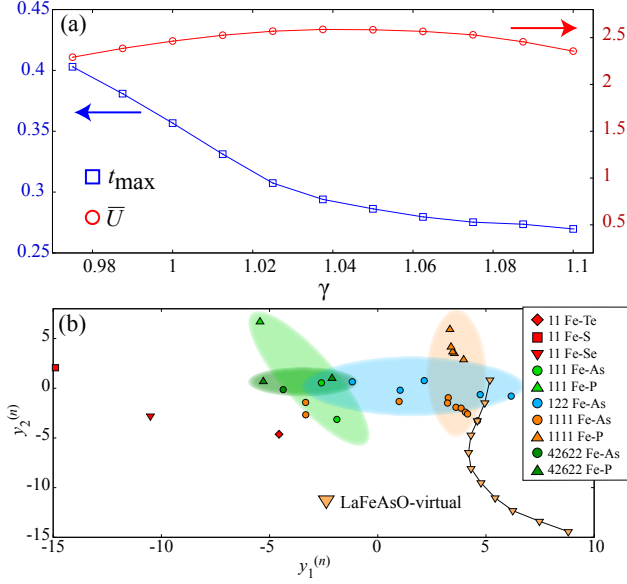 (a)
0.45
0.4
0.35
0.3
0.25
2.5
2
1.5
1
0.5
t_max
U̅
0.98 1 1.02 1.04 1.06 1.08 1.1
γ
(b)
5
0
-5
-10
-15
y_2^(n)
-15 -10 -5 0 5 10
y_1^(n)
11 Fe-Te
11 Fe-S
11 Fe-Se
111 Fe-As
111 Fe-P
122 Fe-As
1111 Fe-As
1111 Fe-P
42622 Fe-As
42622 Fe-P
LaFeAsO-virtual